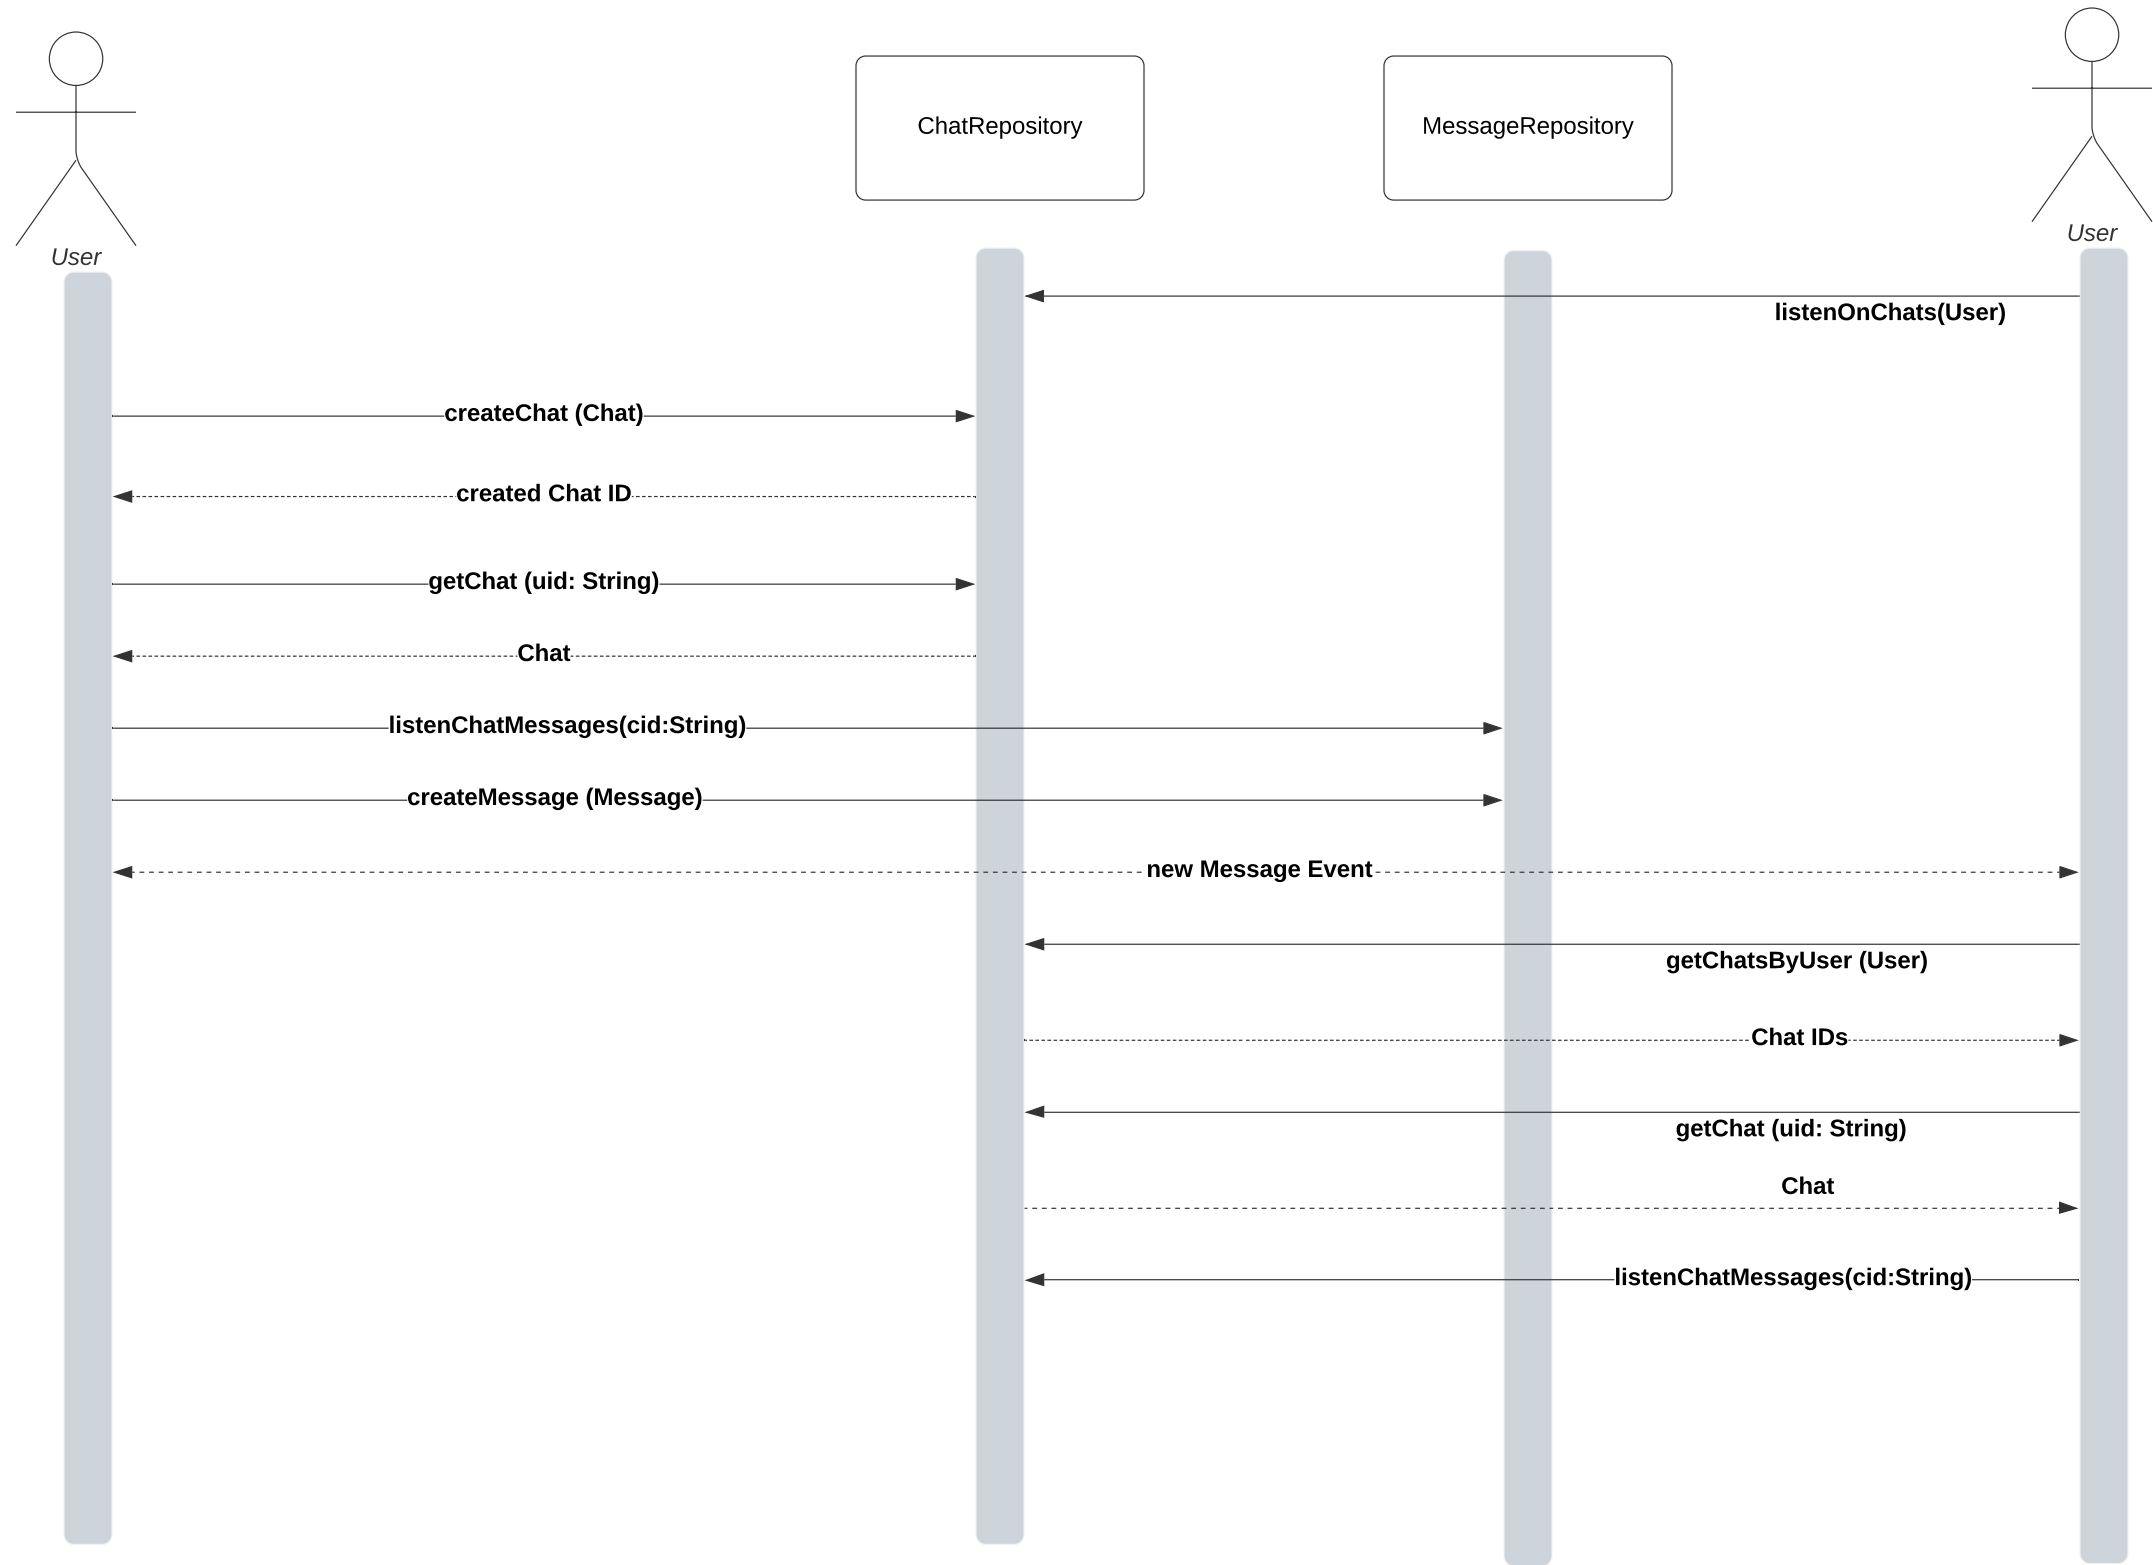 User
ChatRepository
MessageRepository
User
listenOnChats(User)
createChat (Chat)
created Chat ID
getChat (uid: String)
Chat
listenChatMessages(cid:String)
createMessage (Message)
new Message Event
getChatsByUser (User)
Chat IDs
getChat (uid: String)
Chat
listenChatMessages(cid:String)